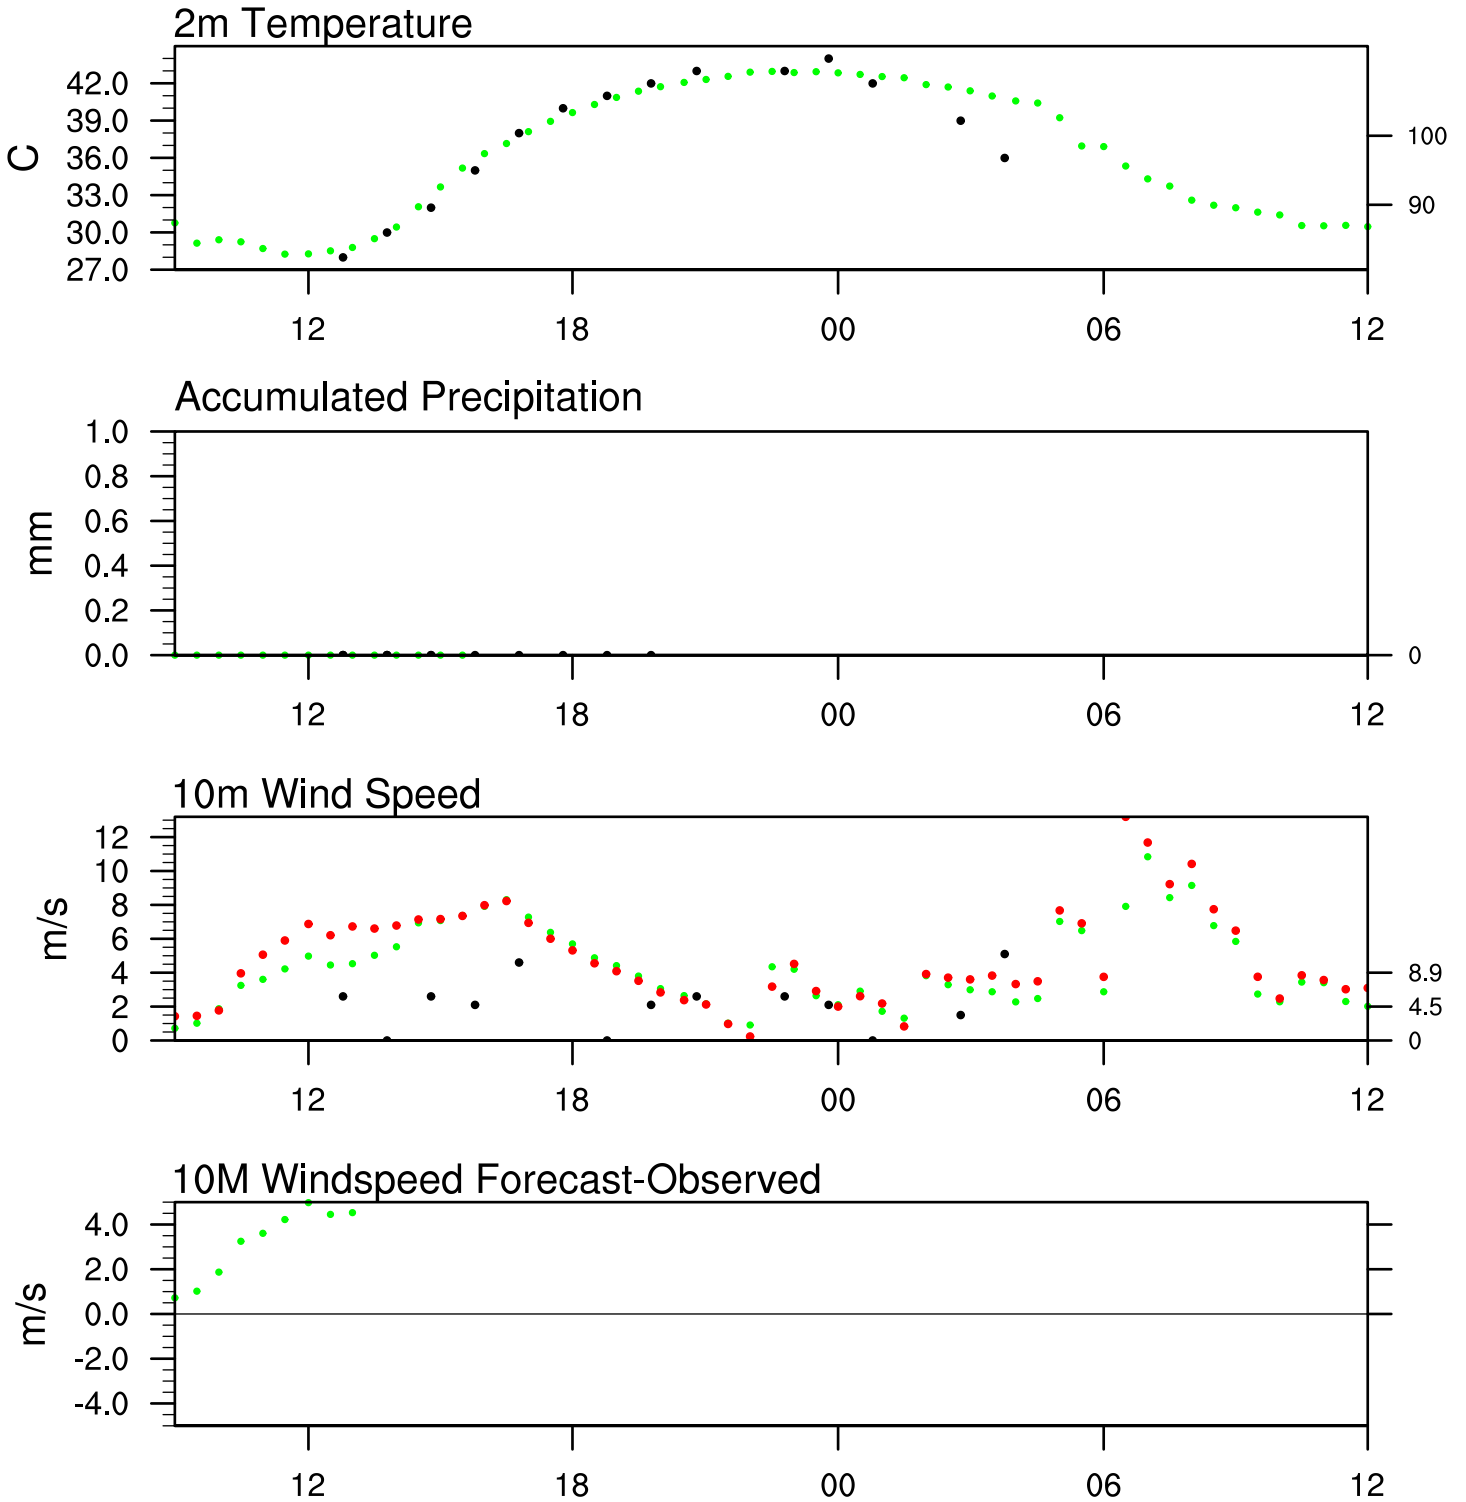 2m Temperature
C
42.0
39.0
36.0
33.0
30.0
27.0
100
90
12 18 00 06 12
Accumulated Precipitation
mm
1.0
0.8
0.6
0.4
0.2
0.0
0
12 18 00 06 12
10m Wind Speed
m/s
12
10
8
6
4
2
0
8.9
4.5
0
12 18 00 06 12
10M Windspeed Forecast-Observed
m/s
4.0
2.0
0.0
-2.0
-4.0
12 18 00 06 12